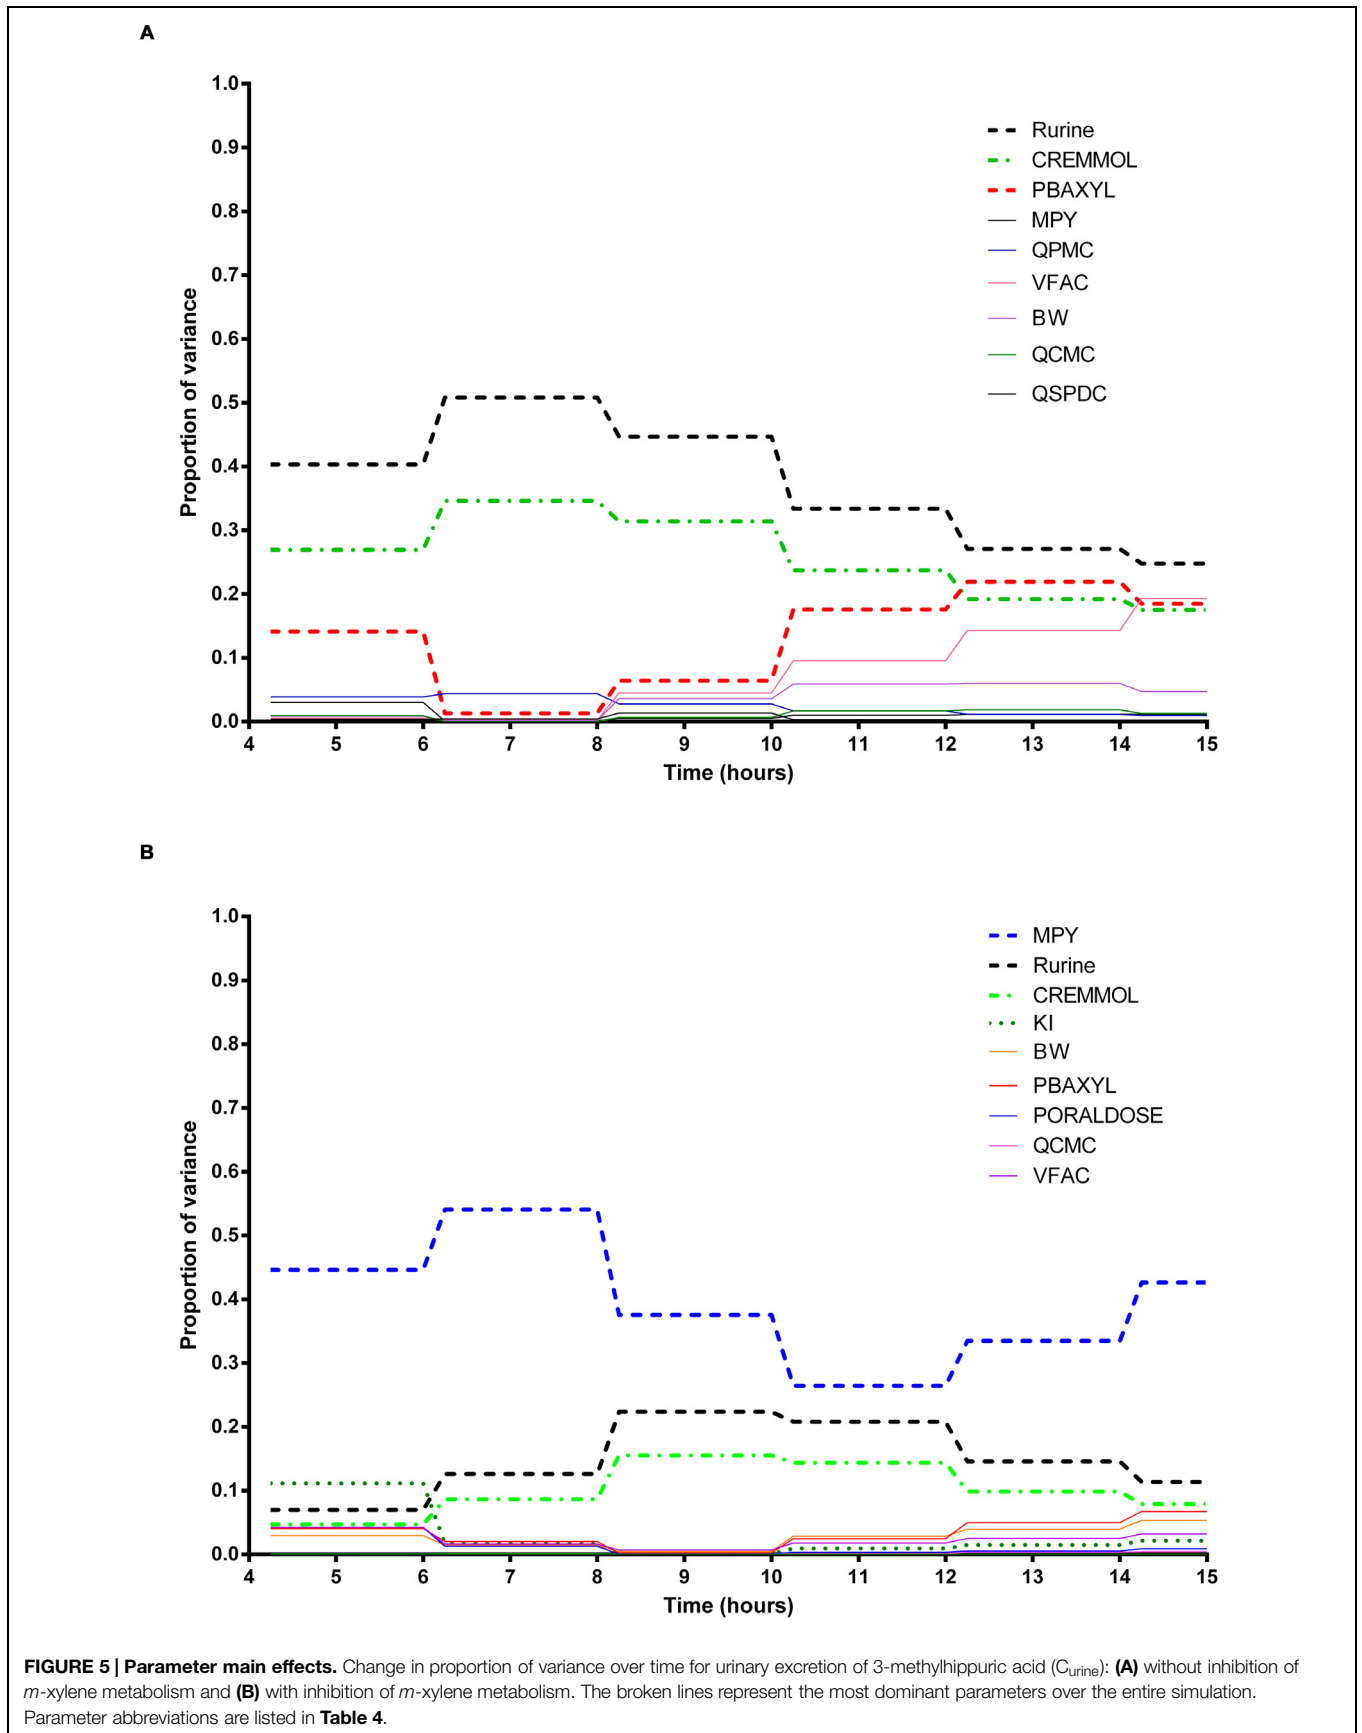 A
1.0
0.9
0.8
0.7
0.6
0.5
0.4
0.3
0.2
0.1
0.0
Proportion of variance
4 5 6 7 8 9 10 11 12 13 14 15
Time (hours)
Rurine
CREMMOL
PBAXYL
MPY
QPMC
VFAC
BW
QCMC
QSPDC
B
1.0
0.9
0.8
0.7
0.6
0.5
0.4
0.3
0.2
0.1
0.0
Proportion of variance
4 5 6 7 8 9 10 11 12 13 14 15
Time (hours)
MPY
Rurine
CREMMOL
KI
BW
PBAXYL
PORALDOSE
QCMC
VFAC
FIGURE 5 | Parameter main effects. Change in proportion of variance over time for urinary excretion of 3-methylhippuric acid (Curine): (A) without inhibition of
m-xylene metabolism and (B) with inhibition of m-xylene metabolism. The broken lines represent the most dominant parameters over the entire simulation.
Parameter abbreviations are listed in Table 4.